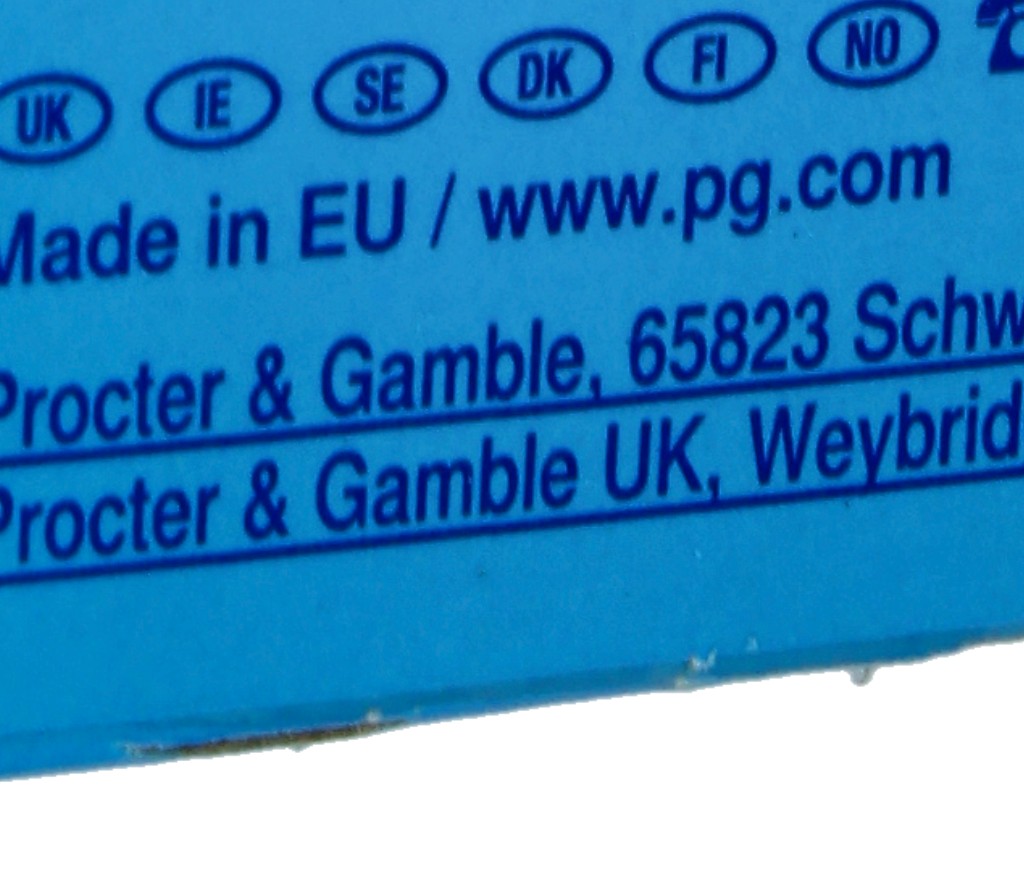 UK IE SE DK FI NO
Made in EU / www.pg.com
Procter & Gamble, 65823 Schw
Procter & Gamble UK, Weybrid